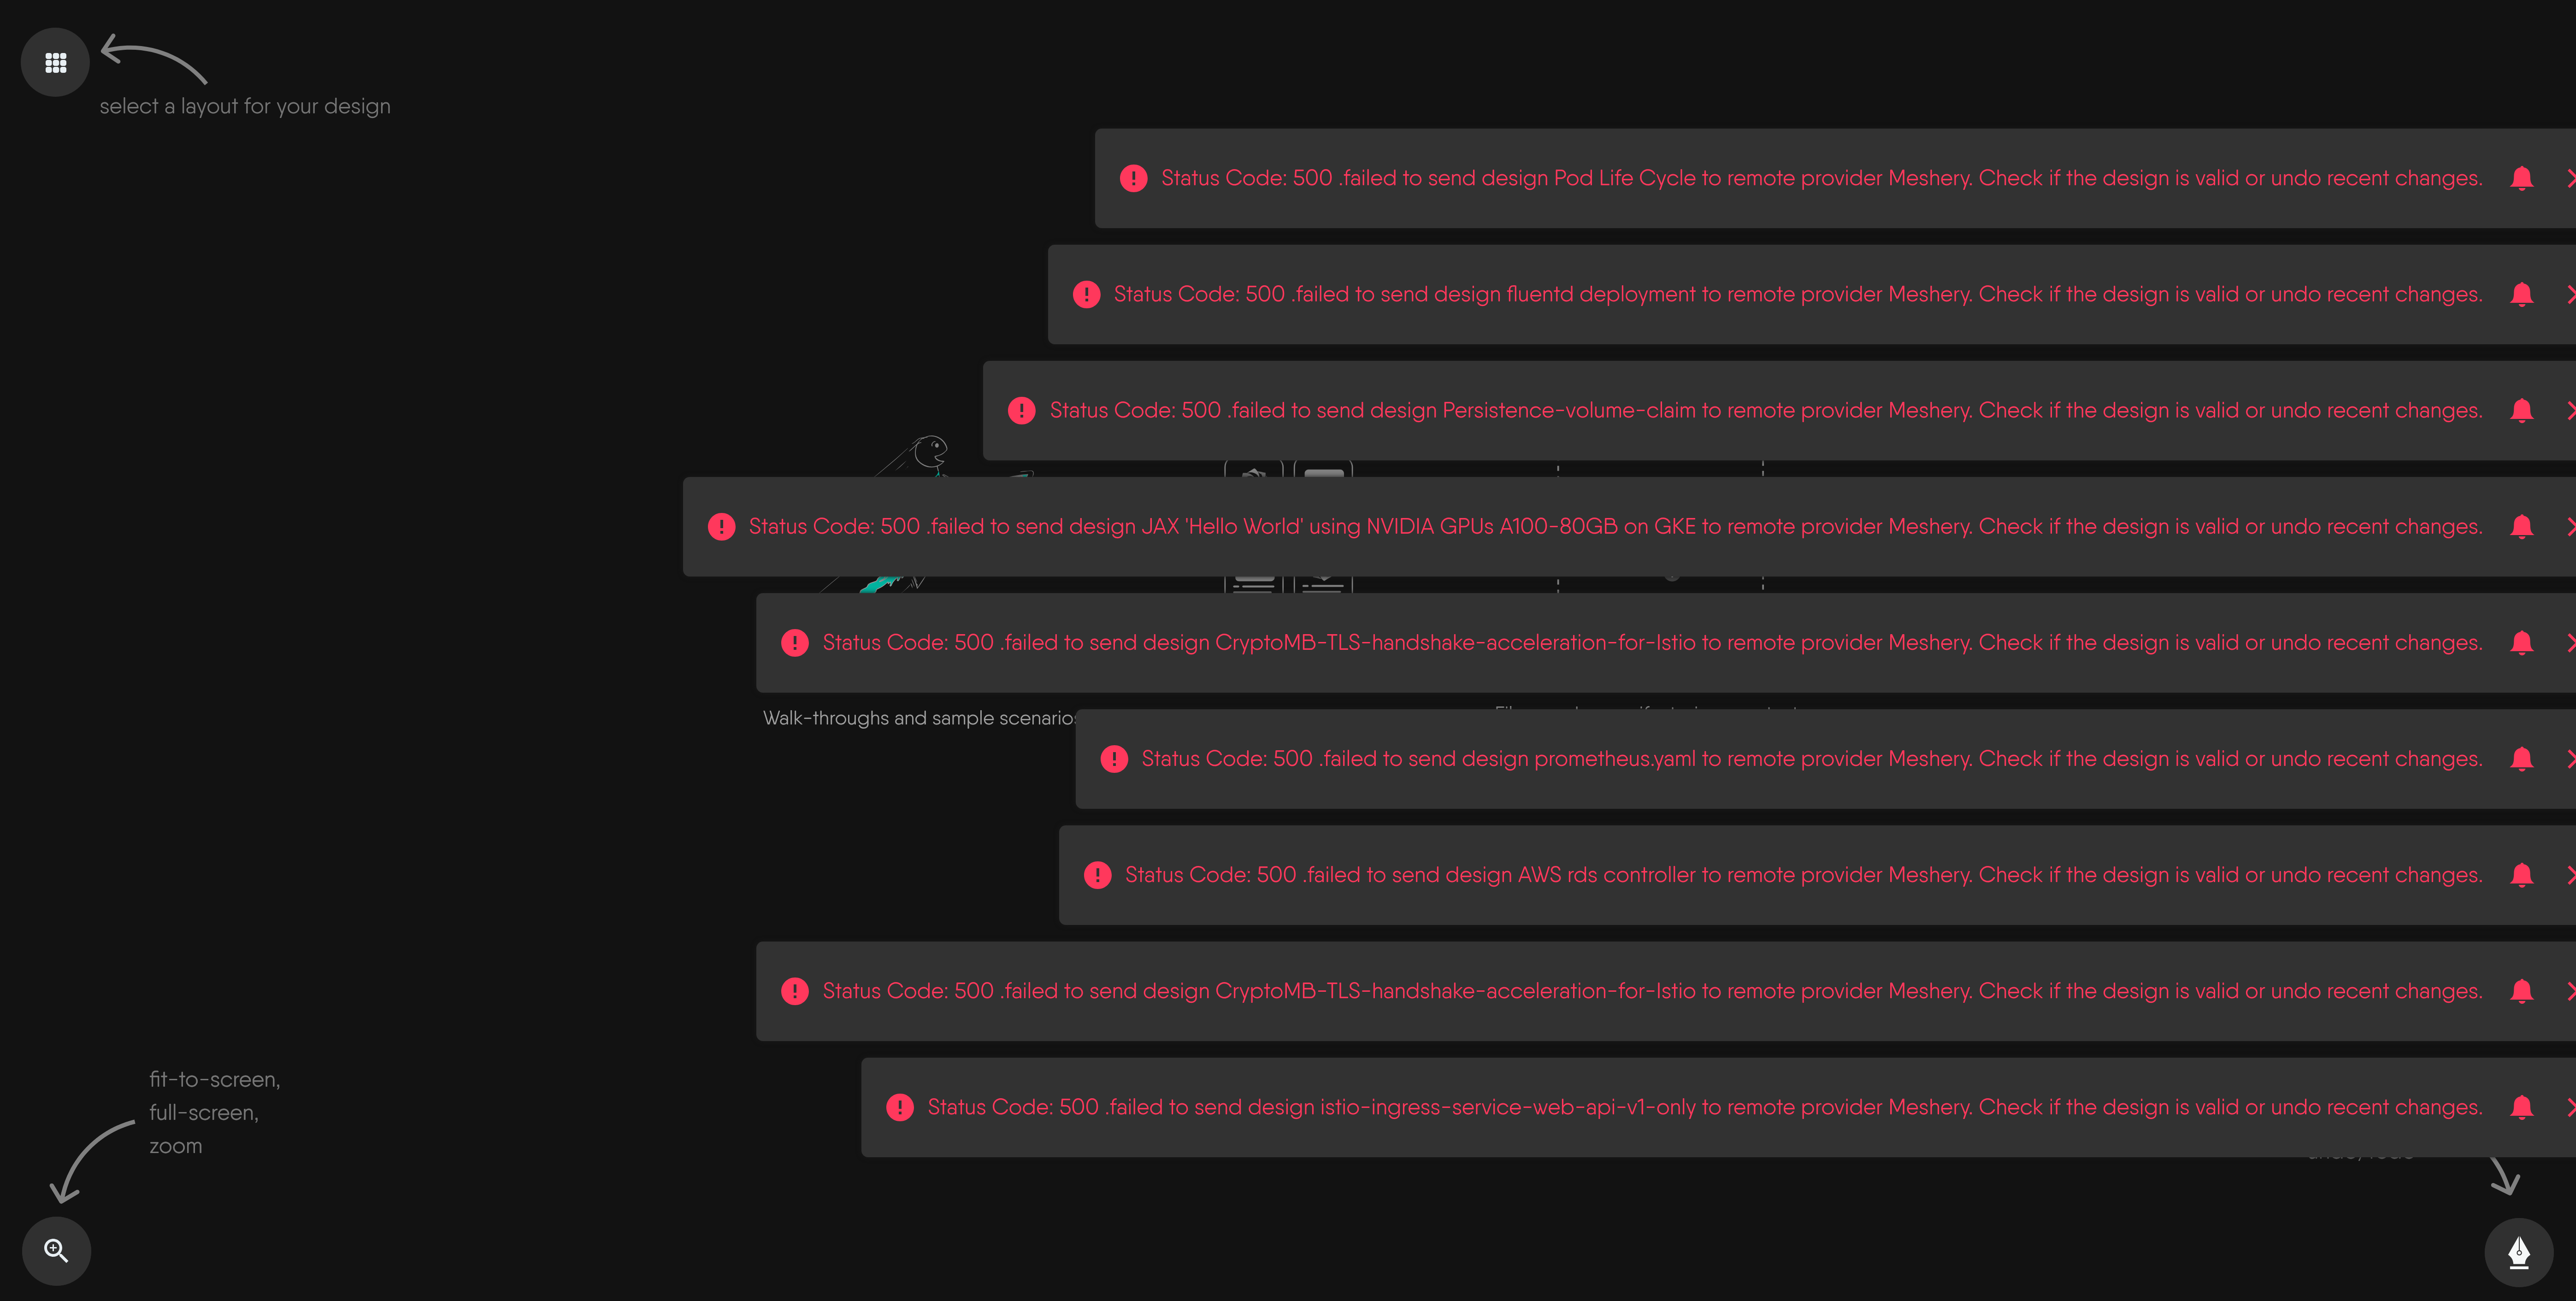 select a layout for your design
Status Code: 500 .failed to send design Pod Life Cycle to remote provider Meshery. Check if the design is valid or undo recent changes.
Status Code: 500 .failed to send design fluentd deployment to remote provider Meshery. Check if the design is valid or undo recent changes.
Status Code: 500 .failed to send design Persistence-volume-claim to remote provider Meshery. Check if the design is valid or undo recent changes.
Status Code: 500 .failed to send design JAX 'Hello World' using NVIDIA GPUs A100-80GB on GKE to remote provider Meshery. Check if the design is valid or undo recent changes.
Status Code: 500 .failed to send design CryptoMB-TLS-handshake-acceleration-for-Istio to remote provider Meshery. Check if the design is valid or undo recent changes.
Walk-throughs and sample scenarios
Status Code: 500 .failed to send design prometheus.yaml to remote provider Meshery. Check if the design is valid or undo recent changes.
Status Code: 500 .failed to send design AWS rds controller to remote provider Meshery. Check if the design is valid or undo recent changes.
Status Code: 500 .failed to send design CryptoMB-TLS-handshake-acceleration-for-Istio to remote provider Meshery. Check if the design is valid or undo recent changes.
Status Code: 500 .failed to send design istio-ingress-service-web-api-v1-only to remote provider Meshery. Check if the design is valid or undo recent changes.
fit-to-screen,
full-screen,
zoom